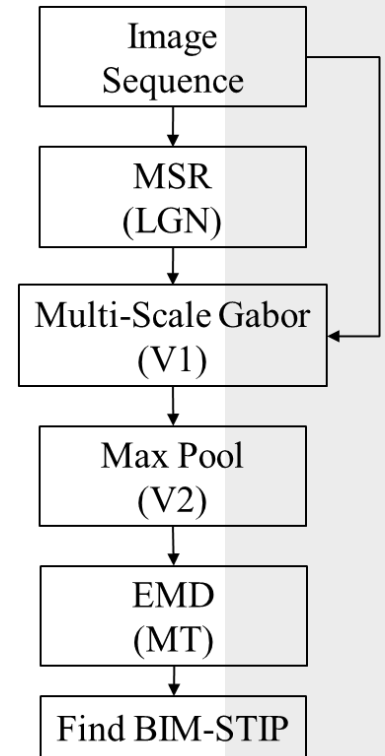 Image
Sequence
MSR
(LGN)
Multi-Scale Gabor
(V1)
Max Pool
(V2)
EMD
(MT)
Find BIM-STIP